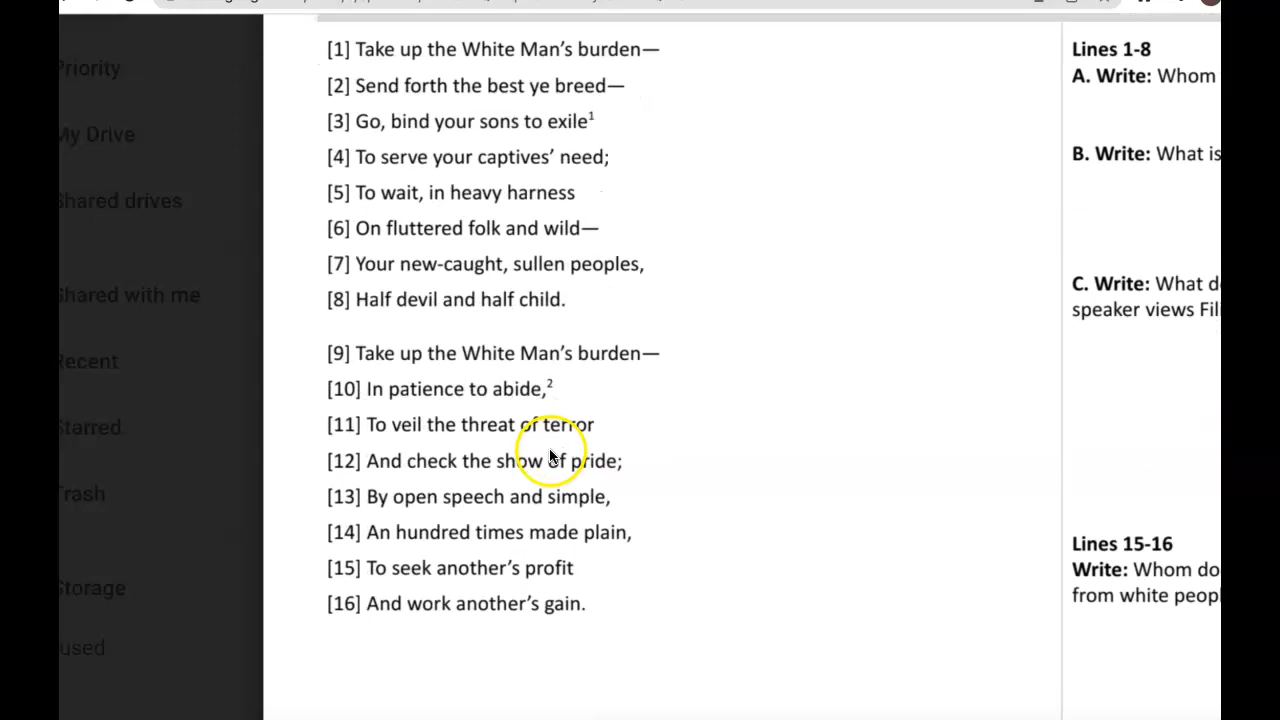 Priority
My Drive
Shared drives
Shared with me
Recent
Starred
Trash
Storage
used
[1] Take up the White Man’s burden—
[2] Send forth the best ye breed—
[3] Go, bind your sons to exile¹
[4] To serve your captives’ need;
[5] To wait, in heavy harness
[6] On fluttered folk and wild—
[7] Your new-caught, sullen peoples,
[8] Half devil and half child.
[9] Take up the White Man’s burden—
[10] In patience to abide,²
[11] To veil the threat of terror
[12] And check the show of pride;
[13] By open speech and simple,
[14] An hundred times made plain,
[15] To seek another’s profit
[16] And work another’s gain.
Lines 1-8
A. Write: Whom
B. Write: What is
C. Write: What
speaker views
Lines 15-16
Write: Whom do
from white